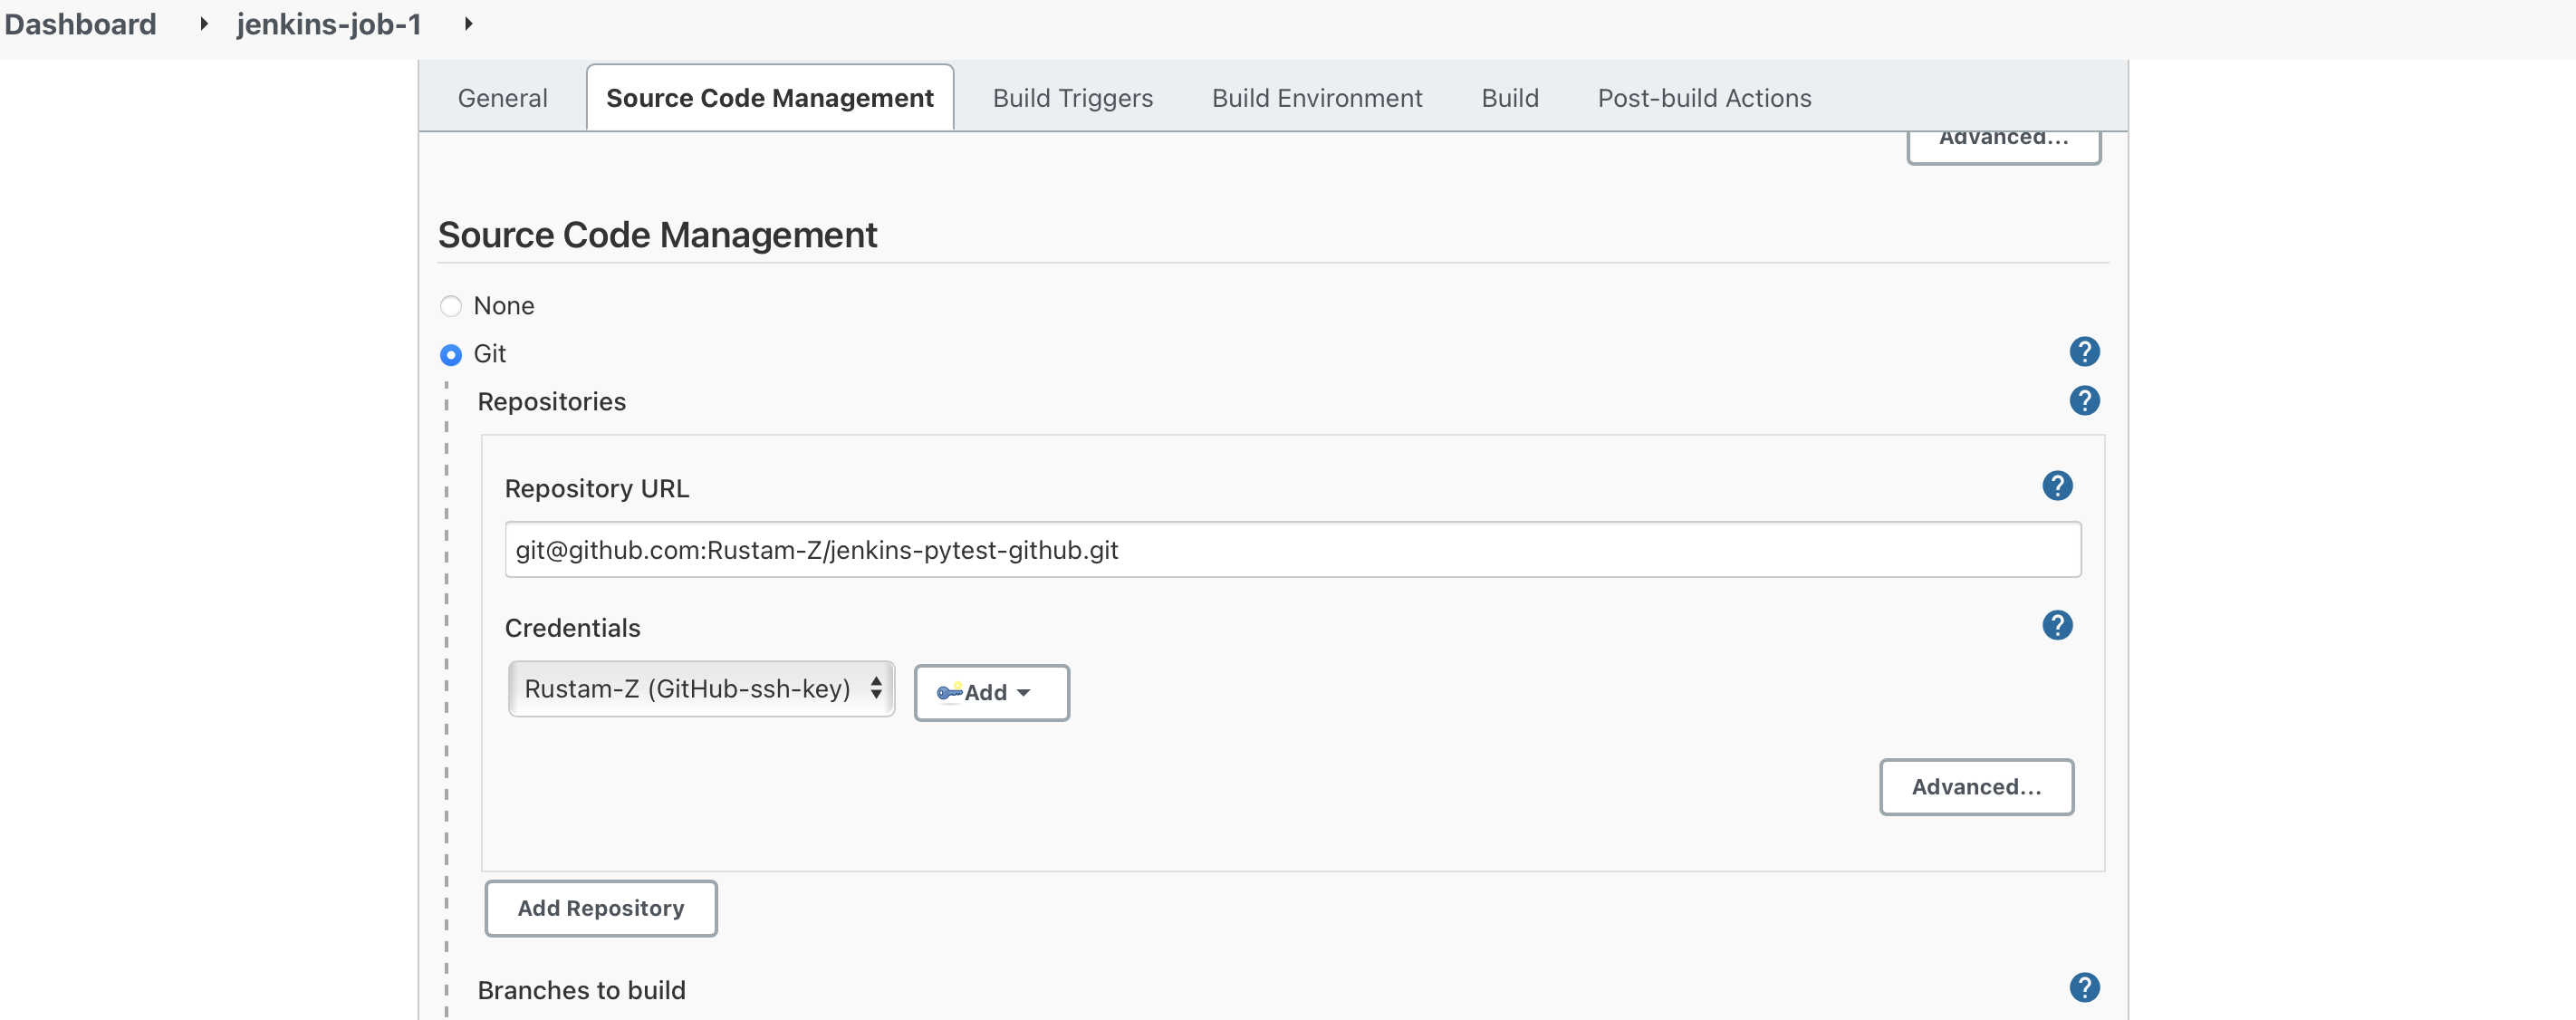 Dashboard jenkins-job-1
General Source Code Management Build Triggers Build Environment Build Post-build Actions
Advanced...
Source Code Management
None
Git ?
Repositories ?
Repository URL ?
git@github.com:Rustam-Z/jenkins-pytest-github.git
Credentials ?
Rustam-Z (GitHub-ssh-key) Add
Advanced...
Add Repository
Branches to build ?